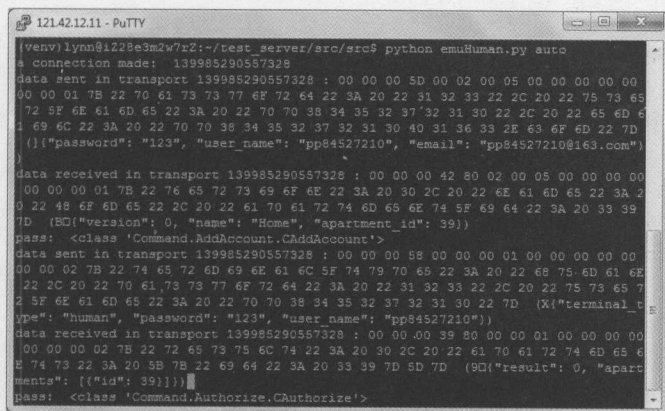 121.42.12.11 - PuTTY
(venv)lynn@iZ28e3m2w7rZ:~/test_server/src/src$ python emuHuman.py auto
a connection made:  139985290557328
data sent in transport 139985290557328 : 00 00 00 5D 00 02 00 05 00 00 00 00 00
00 00 01 7B 22 70 61 73 73 77 6F 72 64 22 3A 20 22 31 32 33 22 2C 20 22 75 73 65
 72 5F 6E 61 6D 65 22 3A 20 22 70 70 38 34 35 32 37 32 31 30 22 2C 20 22 65 6D 6
1 69 6C 22 3A 20 22 70 70 38 34 35 32 37 32 31 30 40 31 36 33 2E 63 6F 6D 22 7D
 (]{"password": "123", "user_name": "pp84527210", "email": "pp84527210@163.com"}
)
data received in transport 139985290557328 : 00 00 00 42 80 02 00 05 00 00 00 00
 00 00 00 01 7B 22 76 65 72 73 69 6F 6E 22 3A 20 30 2C 20 22 6E 61 6D 65 22 3A 2
0 22 48 6F 6D 65 22 2C 20 22 61 70 61 72 74 6D 65 6E 74 5F 69 64 22 3A 20 33 39
7D  (B□{"version": 0, "name": "Home", "apartment_id": 39})
pass:  <class 'Command.AddAccount.CAddAccount'>
data sent in transport 139985290557328 : 00 00 00 58 00 00 00 01 00 00 00 00 00
00 00 02 7B 22 74 65 72 6D 69 6E 61 6C 5F 74 79 70 65 22 3A 20 22 68 75 6D 61 6E
 22 2C 20 22 70 61 73 73 77 6F 72 64 22 3A 20 22 31 32 33 22 2C 20 22 75 73 65 7
2 5F 6E 61 6D 65 22 3A 20 22 70 70 38 34 35 32 37 32 31 30 22 7D  (X{"terminal_t
ype": "human", "password": "123", "user_name": "pp84527210"})
data received in transport 139985290557328 : 00 00 00 39 80 00 00 01 00 00 00 00
 00 00 00 02 7B 22 72 65 73 75 6C 74 22 3A 20 30 2C 20 22 61 70 61 72 74 6D 65 6
E 74 73 22 3A 20 5B 7B 22 69 64 22 3A 20 33 39 7D 5D 7D  (9□{"result": 0, "apart
ments": [{"id": 39}]})
pass:  <class 'Command.Authorize.CAuthorize'>